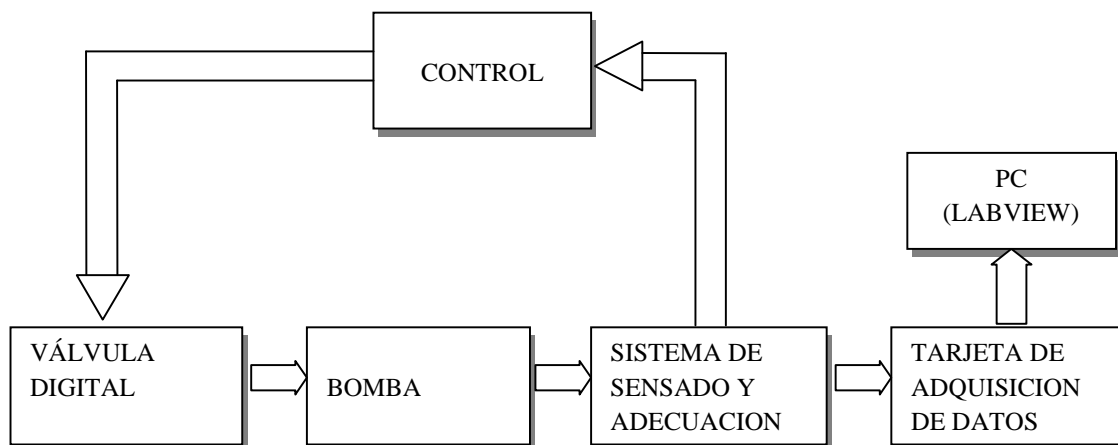 CONTROL
PC
(LABVIEW)
VÁLVULA
DIGITAL
BOMBA
SISTEMA DE
SENSADO Y
ADECUACION
TARJETA DE
ADQUISICION
DE DATOS